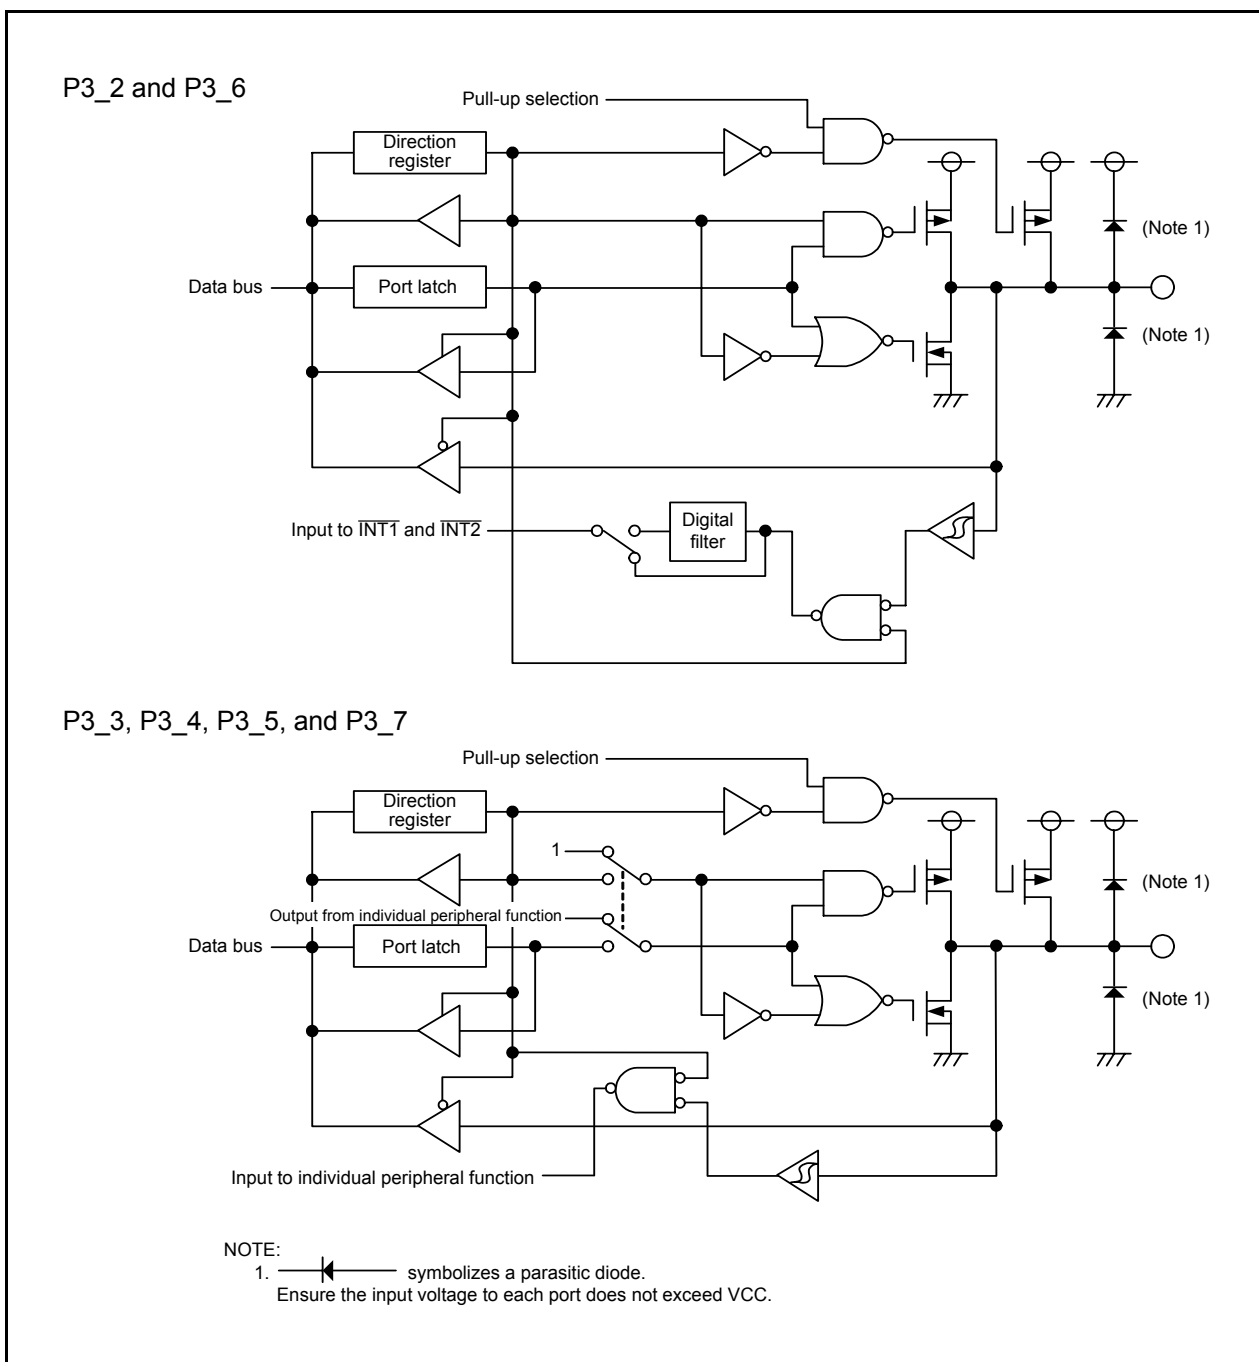 P3_2 and P3_6
Pull-up selection
Direction
register
(Note 1)
Data bus
Port latch
(Note 1)
Input to INT1 and INT2
Digital
filter
P3_3, P3_4, P3_5, and P3_7
Pull-up selection
Direction
register
1
(Note 1)
Output from individual peripheral function
Data bus
Port latch
(Note 1)
Input to individual peripheral function
NOTE:
1. symbolizes a parasitic diode.
Ensure the input voltage to each port does not exceed VCC.